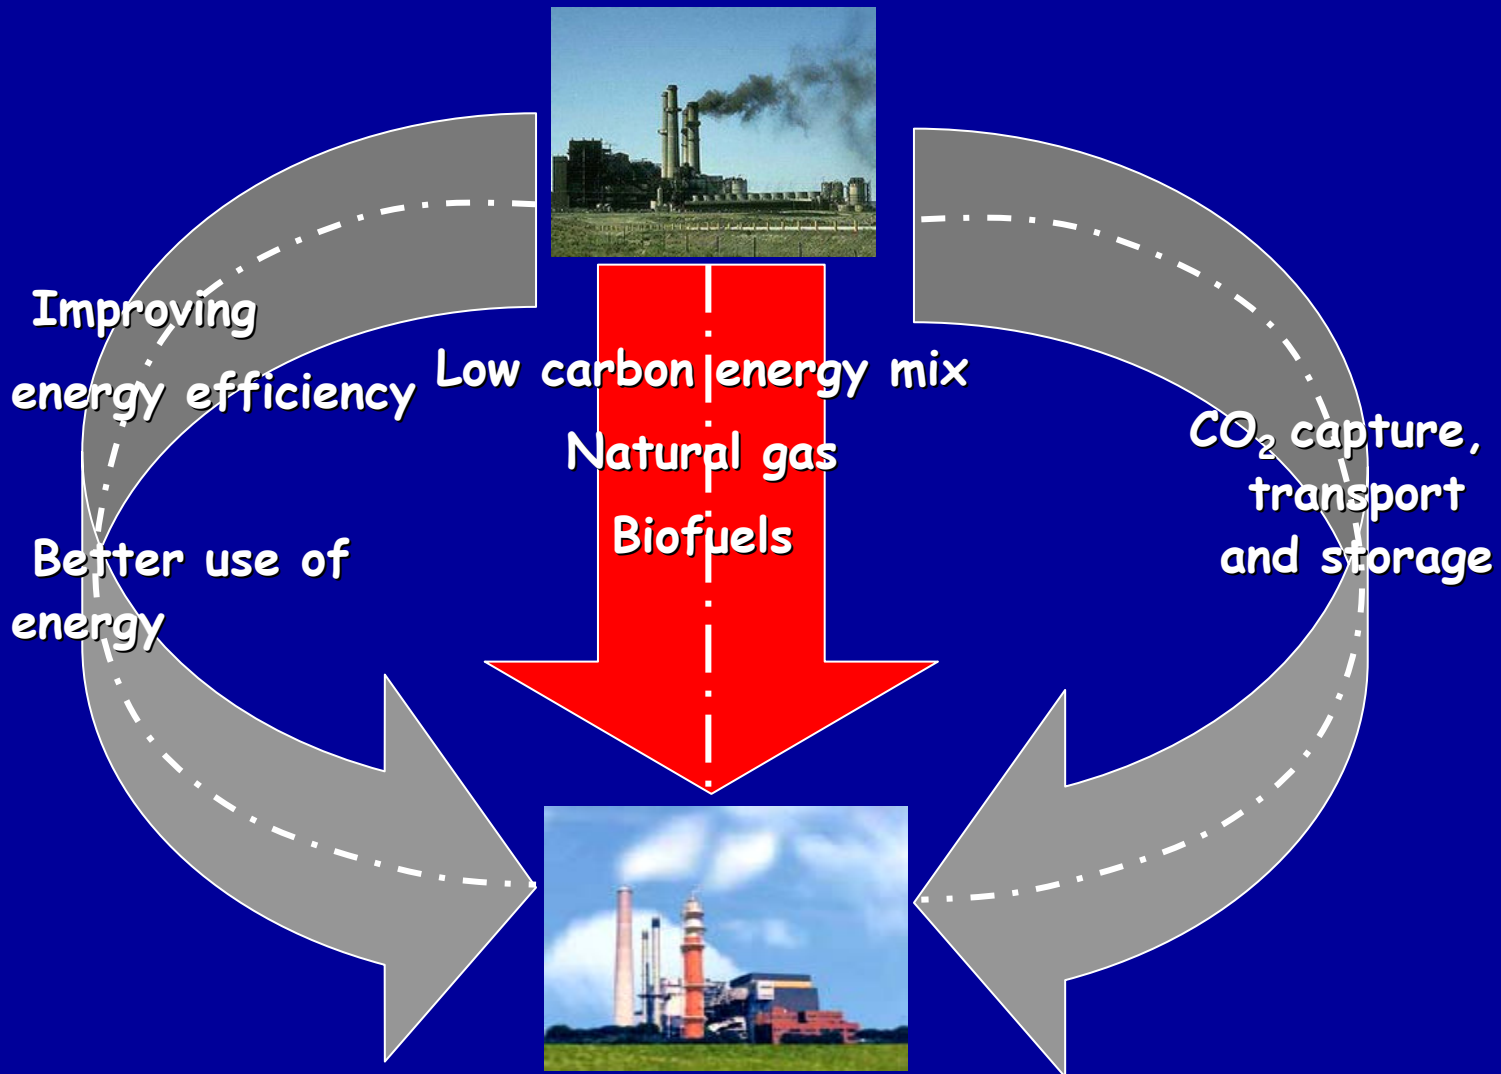 Improving
energy efficiency
Better use of
energy
Low carbon energy mix
Natural gas
Biofuels
CO₂ capture,
transport
and storage